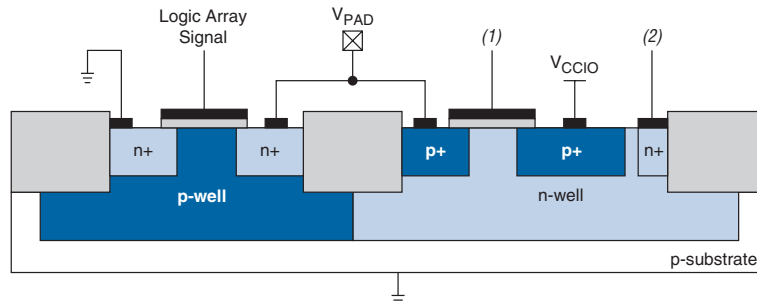 Logic Array
Signal
VPAD
(1)
VCCIO
(2)
n+
n+
p+
p+
n+
p-well
n-well
p-substrate